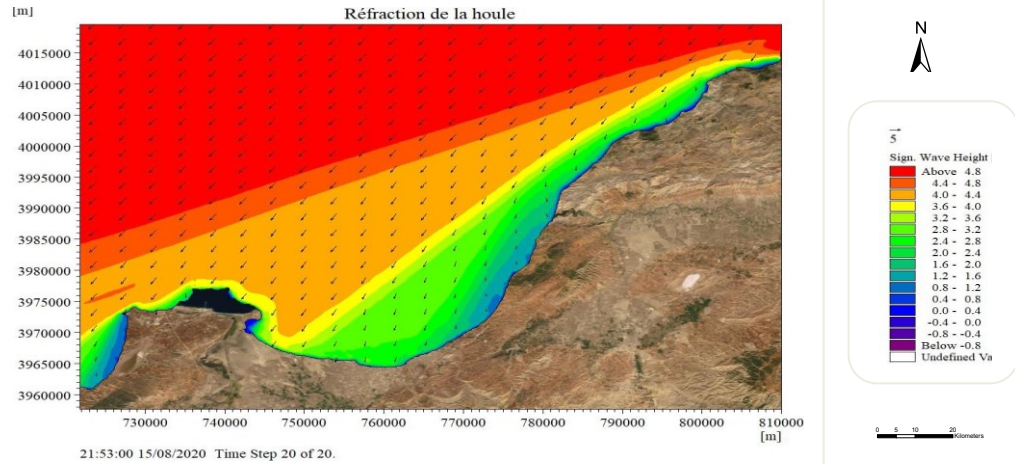 [m]
Réfraction de la houle
4015000
4010000
4005000
4000000
3995000
3990000
3985000
3980000
3975000
3970000
3965000
3960000
730000 740000 750000 760000 770000 780000 790000 800000 810000
[m]
21:53:00 15/08/2020 Time Step 20 of 20.
N
5
Sign. Wave Height
Above 4.8
4.4 - 4.8
4.0 - 4.4
3.6 - 4.0
3.2 - 3.6
2.8 - 3.2
2.4 - 2.8
2.0 - 2.4
1.6 - 2.0
1.2 - 1.6
0.8 - 1.2
0.4 - 0.8
0.0 - 0.4
-0.4 - 0.0
-0.8 - -0.4
Below -0.8
Undefined Va
0 5 10 20
Kilometers